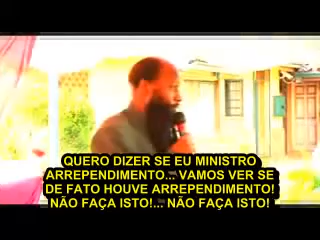 QUERO DIZER SE EU MINISTRO
ARREPENDIMENTO... VAMOS VER SE
DE FATO HOUVE ARREPENDIMENTO!
NÃO FAÇA ISTO!... NÃO FAÇA ISTO!